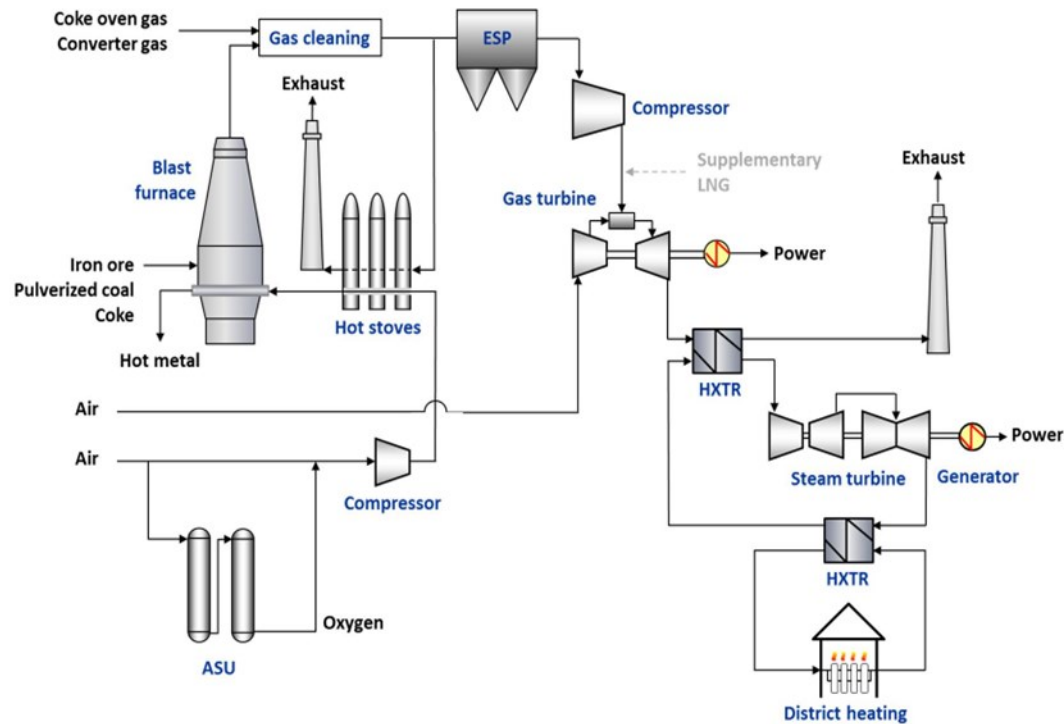 Coke oven gas
Converter gas
Gas cleaning
ESP
Exhaust
Compressor
Blast
furnace
Supplementary
LNG
Exhaust
Gas turbine
Iron ore
Pulverized coal
Coke
Power
Hot stoves
Hot metal
HXTR
Air
Air
Power
Compressor
Steam turbine
Generator
HXTR
Oxygen
ASU
District heating